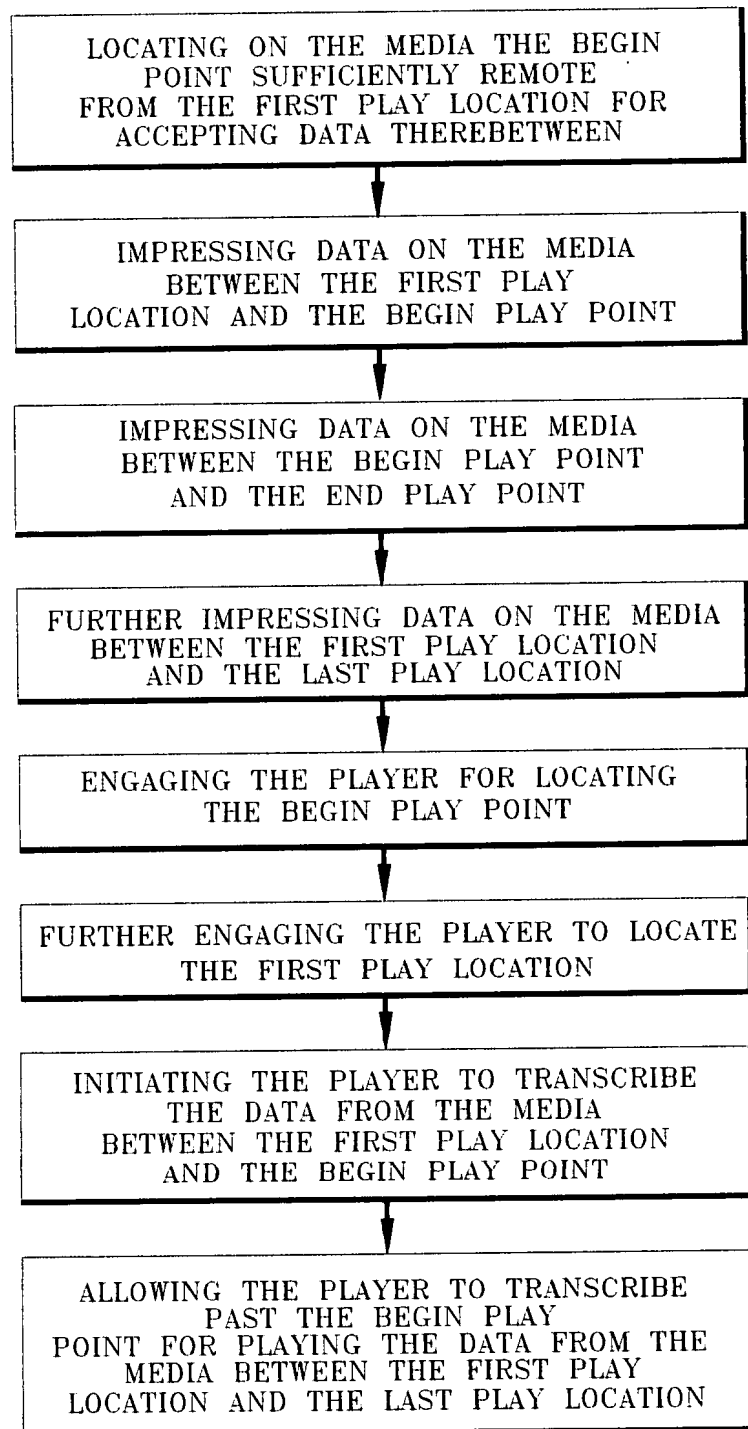 LOCATING ON THE MEDIA THE BEGIN
POINT SUFFICIENTLY REMOTE
FROM THE FIRST PLAY LOCATION FOR
ACCEPTING DATA THEREBETWEEN
IMPRESSING DATA ON THE MEDIA
BETWEEN THE FIRST PLAY
LOCATION AND THE BEGIN PLAY POINT
IMPRESSING DATA ON THE MEDIA
BETWEEN THE BEGIN PLAY POINT
AND THE END PLAY POINT
FURTHER IMPRESSING DATA ON THE MEDIA
BETWEEN THE FIRST PLAY LOCATION
AND THE LAST PLAY LOCATION
ENGAGING THE PLAYER FOR LOCATING
THE BEGIN PLAY POINT
FURTHER ENGAGING THE PLAYER TO LOCATE
THE FIRST PLAY LOCATION
INITIATING THE PLAYER TO TRANSCRIBE
THE DATA FROM THE MEDIA
BETWEEN THE FIRST PLAY LOCATION
AND THE BEGIN PLAY POINT
ALLOWING THE PLAYER TO TRANSCRIBE
PAST THE BEGIN PLAY
POINT FOR PLAYING THE DATA FROM THE
MEDIA BETWEEN THE FIRST PLAY
LOCATION AND THE LAST PLAY LOCATION